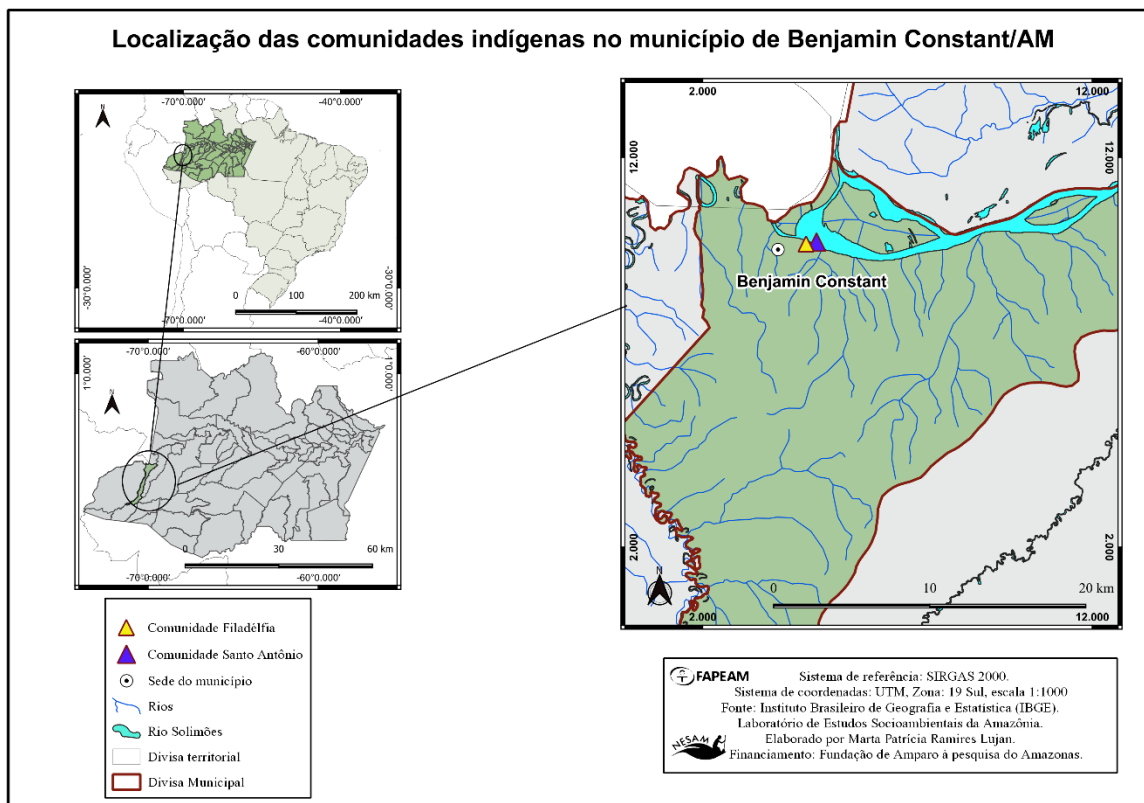 Localização das comunidades indígenas no município de Benjamin Constant/AM
-70°0.000' -40°0.000'
N
-30°0.000' -30°0.000'
0 100 200 km
-70°0.000' -40°0.000'
-70°0.000' -60°0.000'
1°0.000' 1°0.000'
N
0 30 60 km
-70°0.000' -60°0.000'
Comunidade Filadélfia
Comunidade Santo Antônio
Sede do município
Rios
Rio Solimões
Divisa territorial
Divisa Municipal
2.000 12.000
12.000 12.000
Benjamin Constant
2.000 2.000
N
0 10 20 km
2.000 12.000
FAPEAM
Sistema de referência: SIRGAS 2000.
Sistema de coordenadas: UTM, Zona: 19 Sul, escala 1:1000
Fonte: Instituto Brasileiro de Geografia e Estatística (IBGE).
Laboratório de Estudos Socioambientais da Amazônia.
NESAM
Elaborado por Marta Patrícia Ramires Lujan.
Financiamento: Fundação de Amparo à pesquisa do Amazonas.